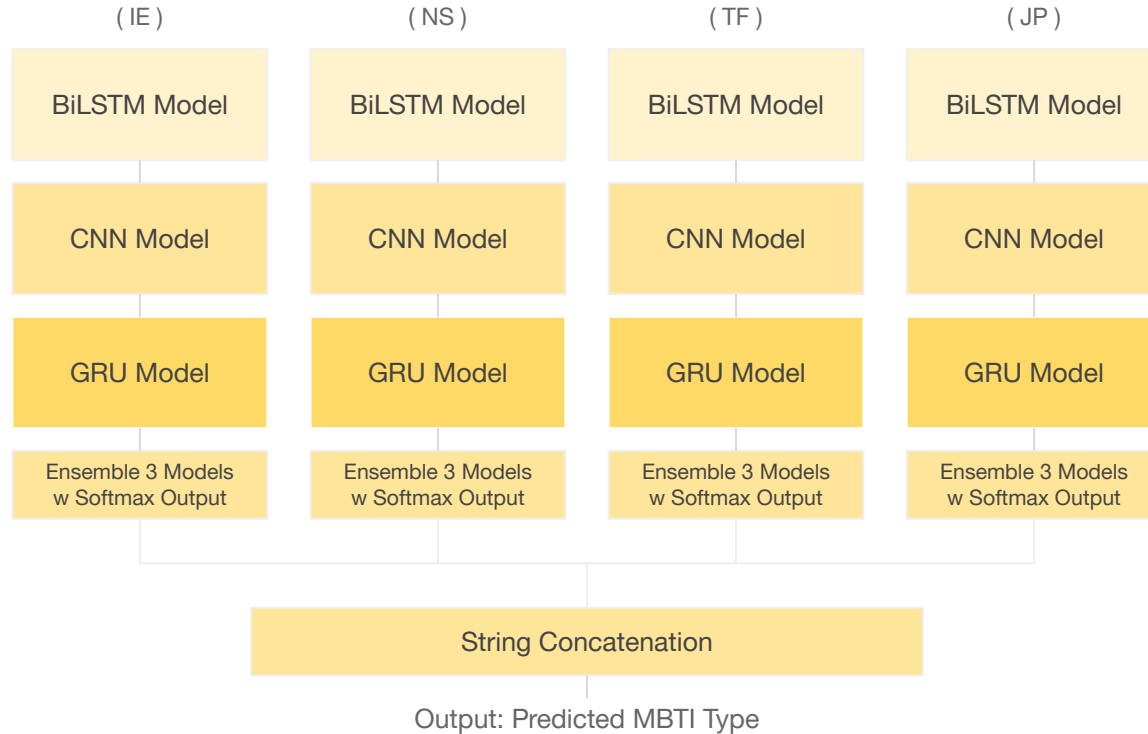 ( IE ) ( NS ) ( TF ) ( JP )
BiLSTM Model BiLSTM Model BiLSTM Model BiLSTM Model
CNN Model CNN Model CNN Model CNN Model
GRU Model GRU Model GRU Model GRU Model
Ensemble 3 Models Ensemble 3 Models Ensemble 3 Models Ensemble 3 Models
w Softmax Output w Softmax Output w Softmax Output w Softmax Output
String Concatenation
Output: Predicted MBTI Type